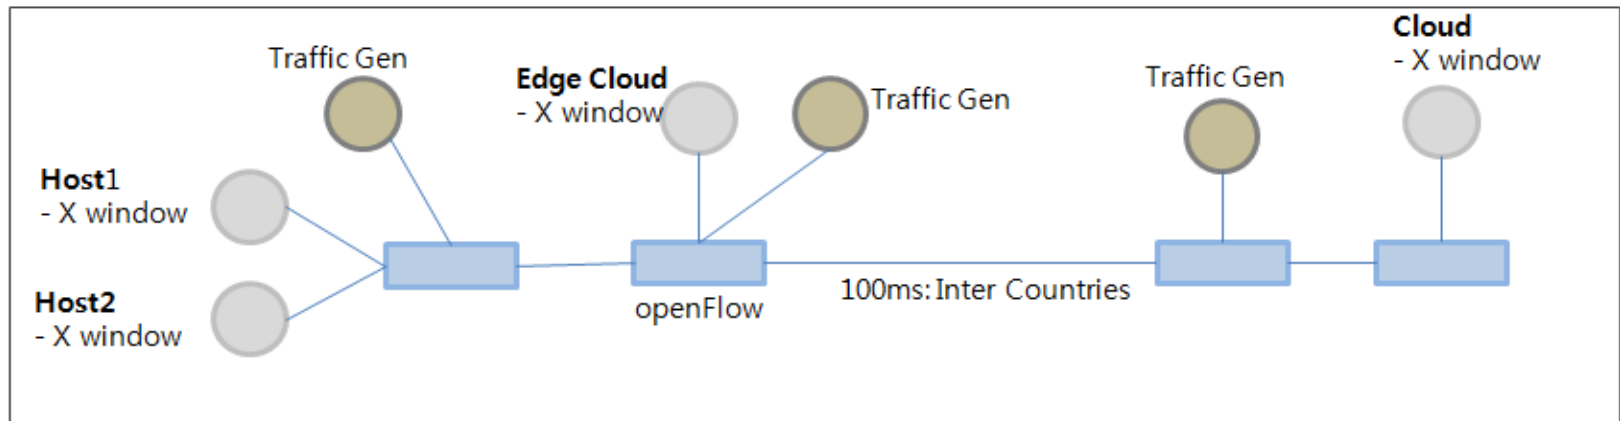 Cloud
- X window
Traffic Gen
Edge Cloud
- X window
Traffic Gen
Traffic Gen
Host1
- X window
Host2
- X window
openFlow
100ms: Inter Countries